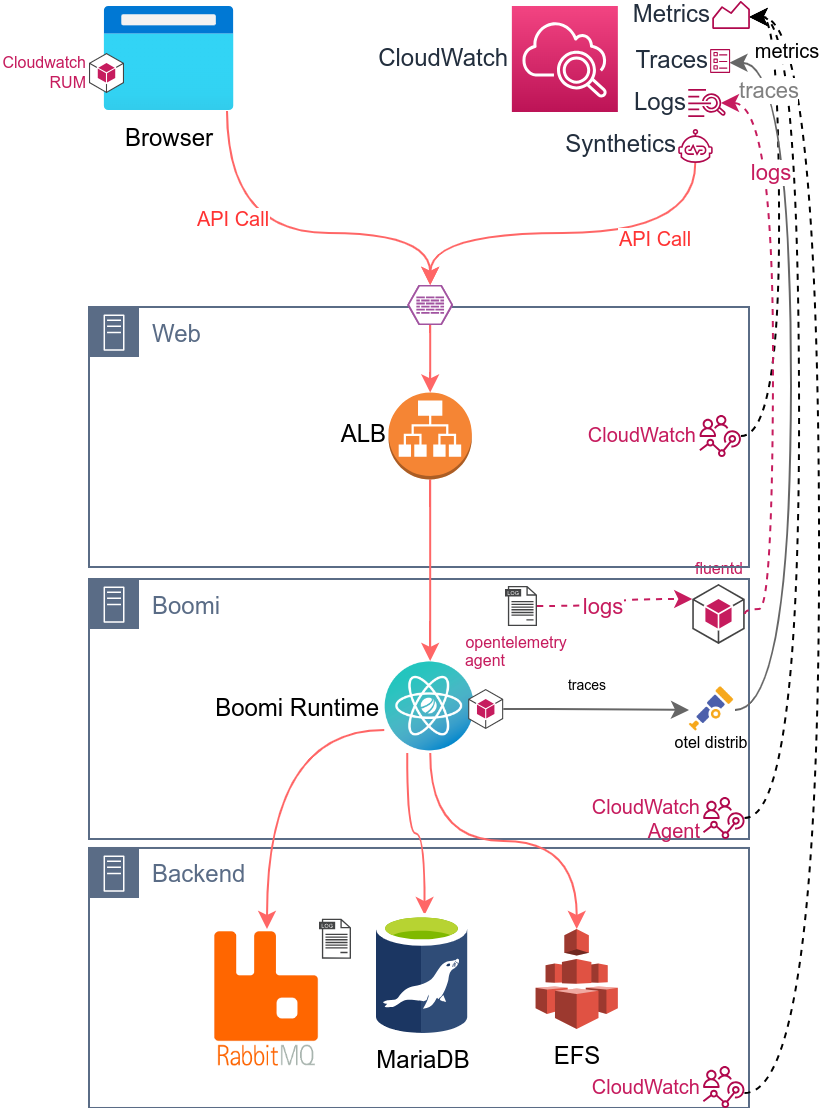 Metrics
Cloudwatch
RUM
CloudWatch
metrics
Traces
traces
Logs
Browser
Synthetics
logs
API Call
API Call
Web
ALB
CloudWatch
fluentd
Boomi
LOG
logs
opentelemetry
agent
traces
Boomi Runtime
otel distrib
CloudWatch
Agent
Backend
LOG
RabbitMQ
MariaDB
EFS
CloudWatch